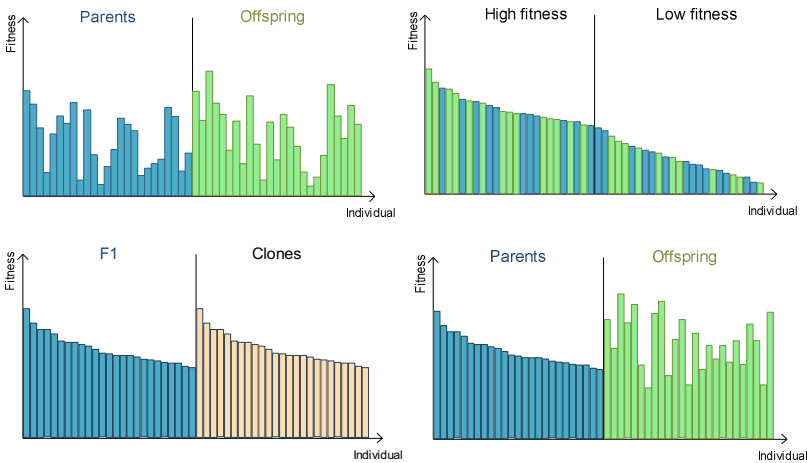 Parents Offspring
Fitness
Individual
High fitness Low fitness
Fitness
Individual
F1 Clones
Fitness
Individual
Parents Offspring
Fitness
Individual